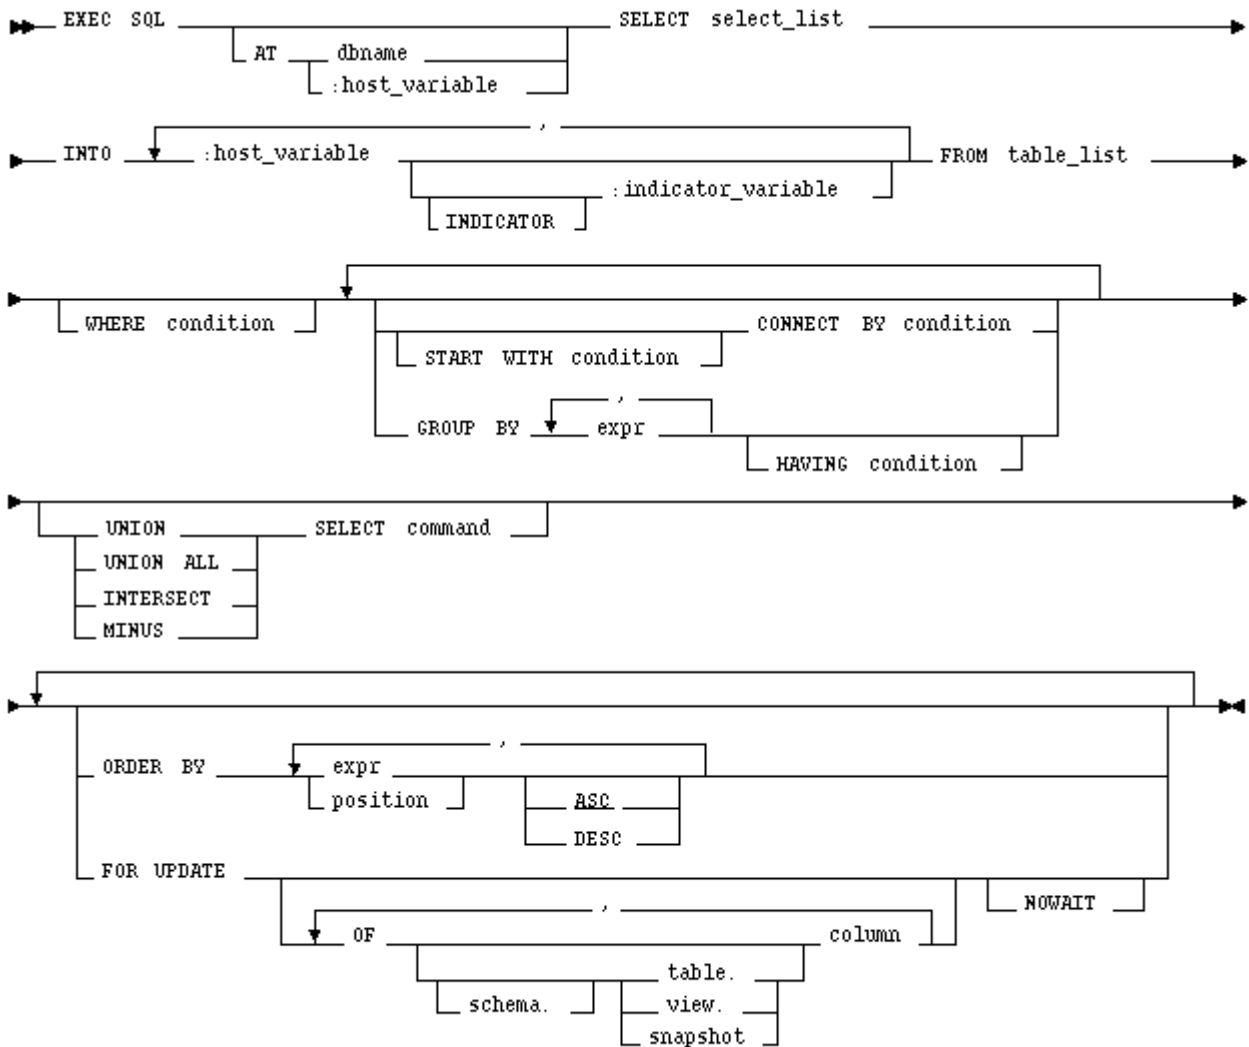 EXEC SQL SELECT select_list
AT dbname
:host_variable
,
INTO :host_variable FROM table_list
:indicator_variable
INDICATOR
WHERE condition CONNECT BY condition
START WITH condition
,
GROUP BY expr
HAVING condition
UNION SELECT command
UNION ALL
INTERSECT
MINUS
,
ORDER BY expr
position ASC
DESC
FOR UPDATE
NOWAIT
,
OF column
table.
schema. view.
snapshot